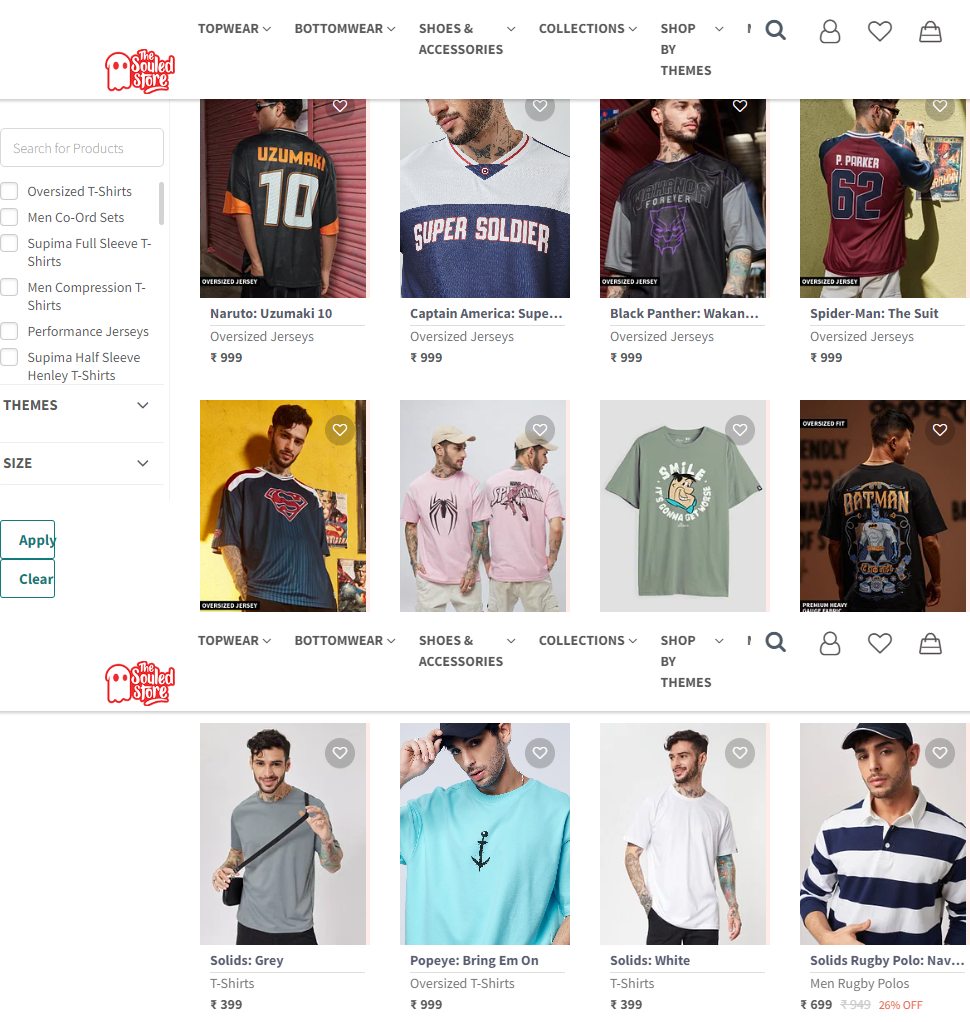 TOPWEAR
BOTTOMWEAR
SHOES &
ACCESSORIES
COLLECTIONS
SHOP
BY
THEMES
The
Souled
Store
Search for Products
Oversized T-Shirts
Men Co-Ord Sets
Supima Full Sleeve T-
Shirts
Men Compression T-
Shirts
Performance Jerseys
Supima Half Sleeve
Henley T-Shirts
THEMES
SIZE
Apply
Clear
UZUMAKI
10
OVERSIZED JERSEY
Naruto: Uzumaki 10
Oversized Jerseys
₹ 999
SUPER SOLDIER
Captain America: Supe...
Oversized Jerseys
₹ 999
WAKANDA
FOREVER
OVERSIZED JERSEY
Black Panther: Wakan...
Oversized Jerseys
₹ 999
P. PARKER
62
OVERSIZED JERSEY
Spider-Man: The Suit
Oversized Jerseys
₹ 999
OVERSIZED JERSEY
SMILE
IT'S GONNA GET WORSE
OVERSIZED FIT
BATMAN
PREMIUM HEAVY
GAUGE FABRIC
TOPWEAR
BOTTOMWEAR
SHOES &
ACCESSORIES
COLLECTIONS
SHOP
BY
THEMES
The
Souled
Store
Solids: Grey
T-Shirts
₹ 399
Popeye: Bring Em On
Oversized T-Shirts
₹ 999
Solids: White
T-Shirts
₹ 399
Solids Rugby Polo: Nav...
Men Rugby Polos
₹ 699 ₹ 949 26% OFF